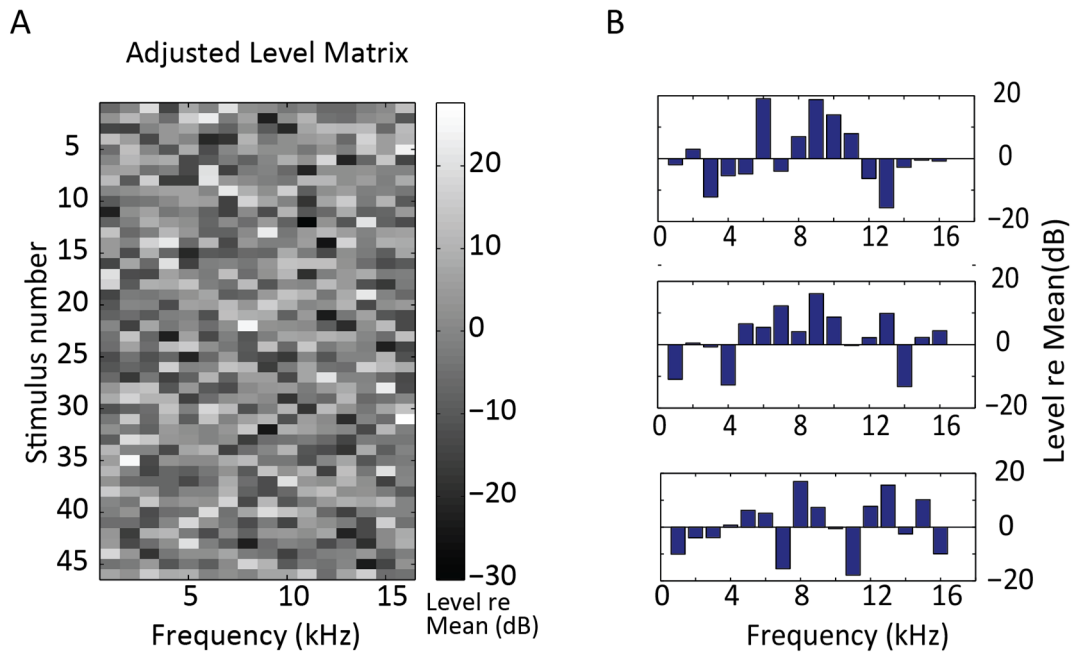 A
B
Adjusted Level Matrix
5
10
15
20
25
30
35
40
45
Stimulus number
5 10 15
Frequency (kHz)
20
10
0
−10
−20
−30
Level re
Mean (dB)
20
0
−20
0 4 8 12 16
20
0
−20
0 4 8 12 16
20
0
−20
0 4 8 12 16
Frequency (kHz)
Level re Mean(dB)